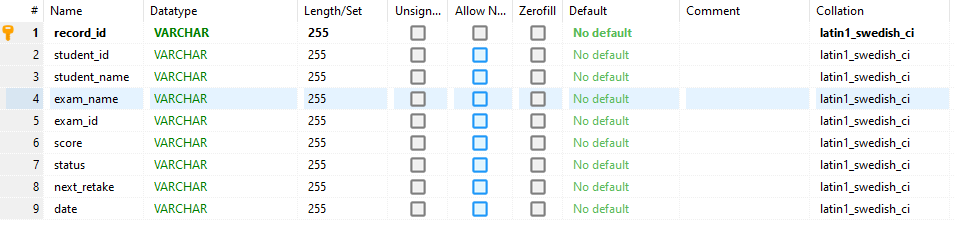 # Name Datatype Length/Set Unsign... Allow N... Zerofill Default Comment Collation
1 record_id VARCHAR 255 No default latin1_swedish_ci
2 student_id VARCHAR 255 No default latin1_swedish_ci
3 student_name VARCHAR 255 No default latin1_swedish_ci
4 exam_name VARCHAR 255 No default latin1_swedish_ci
5 exam_id VARCHAR 255 No default latin1_swedish_ci
6 score VARCHAR 255 No default latin1_swedish_ci
7 status VARCHAR 255 No default latin1_swedish_ci
8 next_retake VARCHAR 255 No default latin1_swedish_ci
9 date VARCHAR 255 No default latin1_swedish_ci